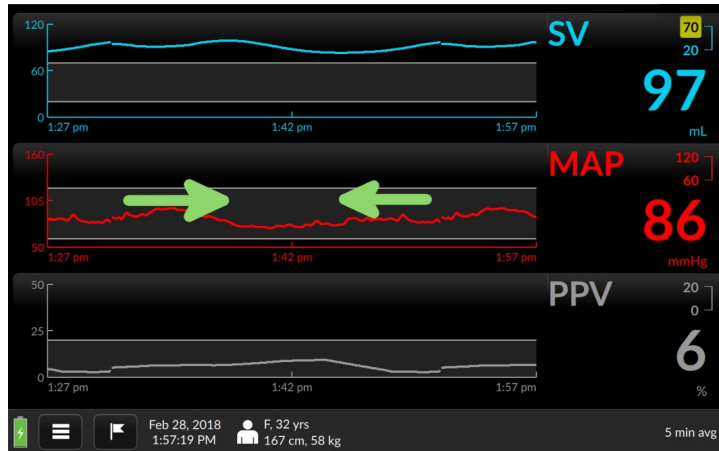 120
SV
70
20
60
97
0
1:27 pm
1:42 pm
1:57 pm
mL
160
MAP
120
60
105
86
50
1:27 pm
1:42 pm
1:57 pm
mmHg
50
PPV
20
0
25
6
0
1:27 pm
1:42 pm
1:57 pm
%
Feb 28, 2018
1:57:19 PM
F, 32 yrs
167 cm, 58 kg
5 min avg